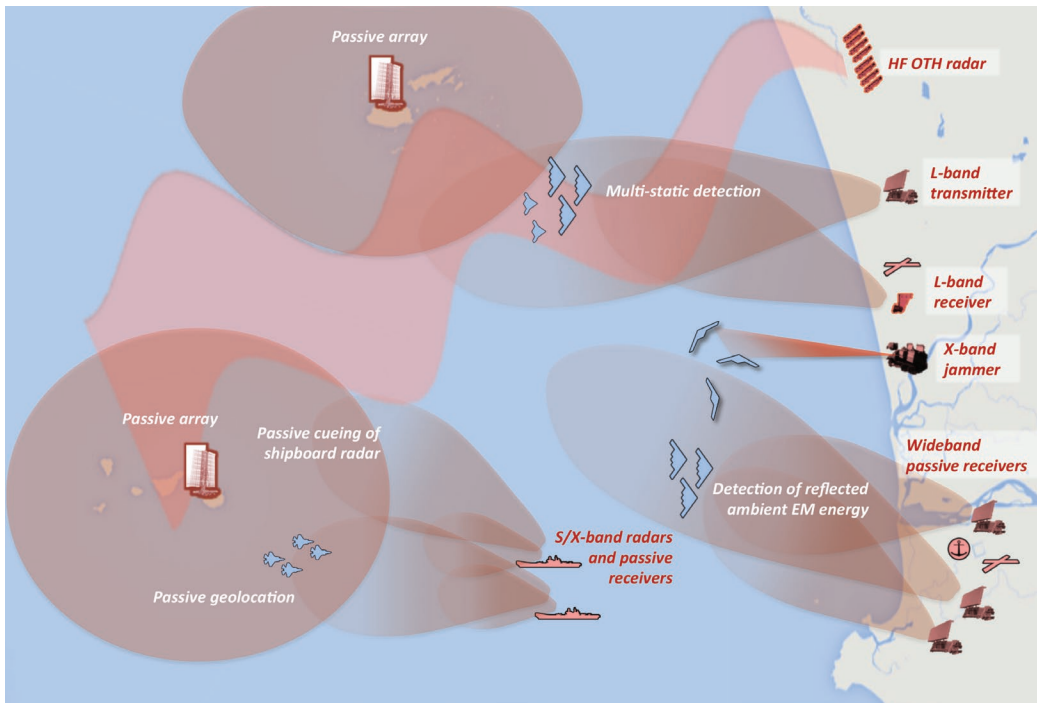 Passive array
HF OTH radar
L-band
transmitter
Multi-static detection
L-band
receiver
X-band
jammer
Passive array
Passive cueing of
shipboard radar
Wideband
passive receivers
Detection of reflected
ambient EM energy
S/X-band radars
and passive
receivers
Passive geolocation